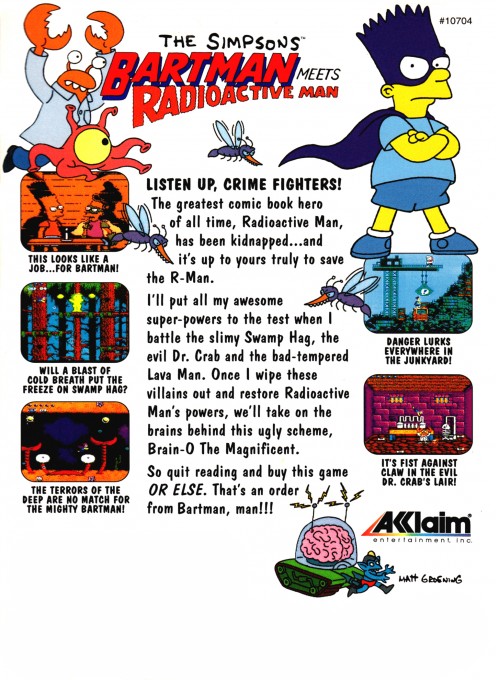 #10704
THE SIMPSONS™
BARTMAN MEETS
RADIOACTIVE MAN
LISTEN UP, CRIME FIGHTERS!
The greatest comic book hero
of all time, Radioactive Man,
has been kidnapped...and
it's up to yours truly to save
the R-Man.
I'll put all my awesome
super-powers to the test when I
battle the slimy Swamp Hag, the
evil Dr. Crab and the bad-tempered
Lava Man. Once I wipe these
villains out and restore Radioactive
Man's powers, we'll take on the
brains behind this ugly scheme,
Brain-O The Magnificent.
So quit reading and buy this game
OR ELSE. That's an order
from Bartman, man!!!
THIS LOOKS LIKE A
JOB...FOR BARTMAN!
WILL A BLAST OF
COLD BREATH PUT THE
FREEZE ON SWAMP HAG?
THE TERRORS OF THE
DEEP ARE NO MATCH FOR
THE MIGHTY BARTMAN!
DANGER LURKS
EVERYWHERE IN
THE JUNKYARD!
IT'S FIST AGAINST
CLAW IN THE EVIL
DR. CRAB'S LAIR!
AKKlaim®
entertainment, inc.
MATT GROENING